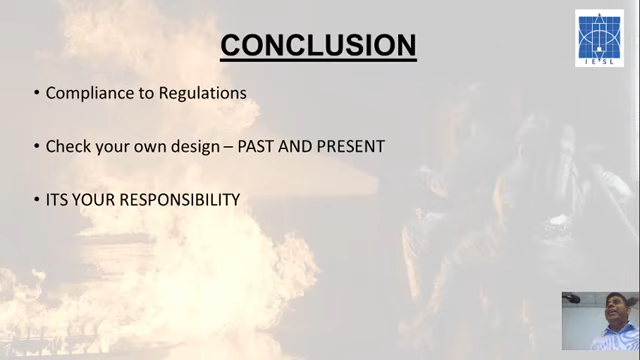 CONCLUSION
IESL
• Compliance to Regulations
• Check your own design – PAST AND PRESENT
• ITS YOUR RESPONSIBILITY